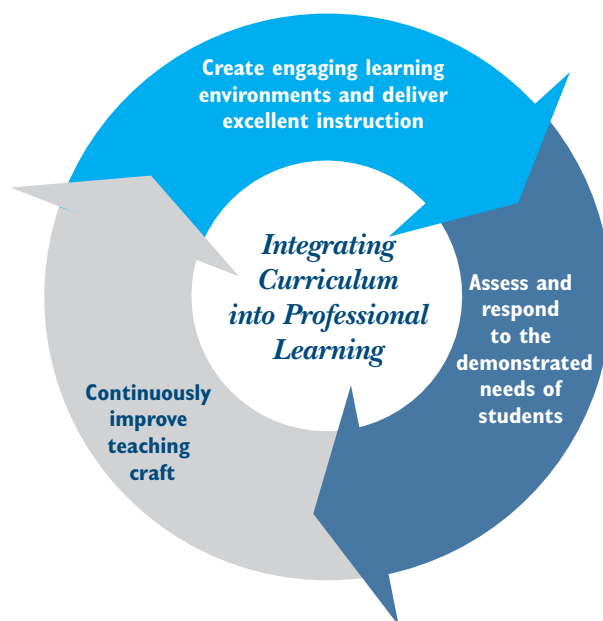 Create engaging learning
environments and deliver
excellent instruction
Integrating
Curriculum
into Professional
Learning
Assess and
respond
to the
demonstrated
needs of
students
Continuously
improve
teaching
craft